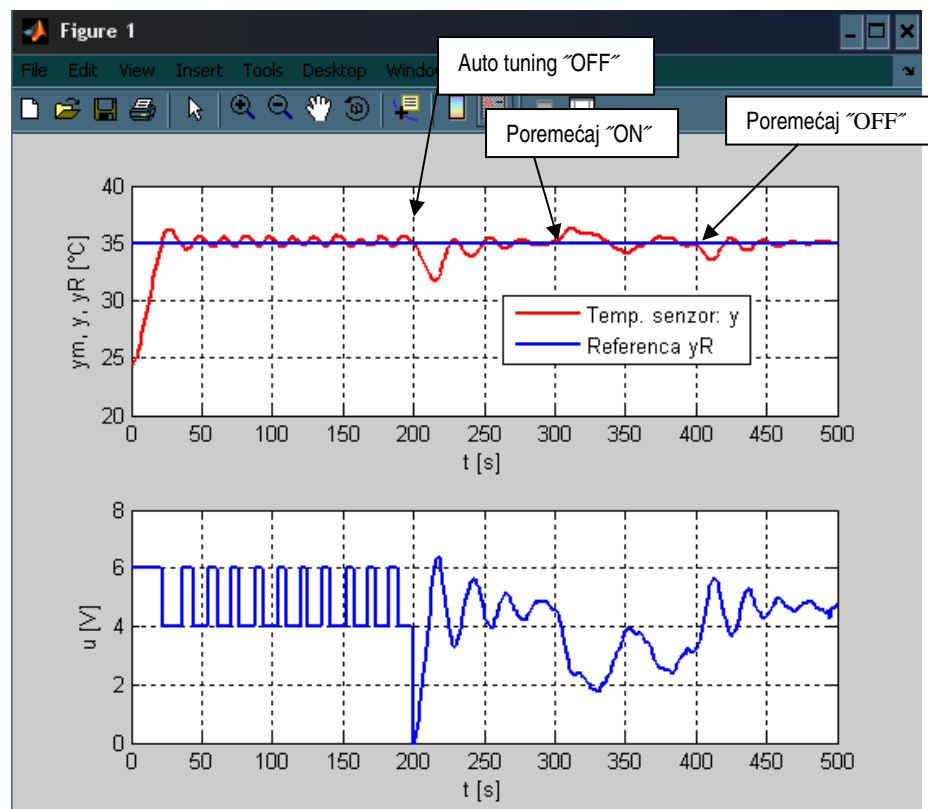 Figure 1
File Edit View Insert Tools Desktop
Auto tuning ˝OFF˝
Poremećaj ˝ON˝
Poremećaj ˝OFF˝
40
35
30
25
20
ym, y, yR [°C]
Temp. senzor: y
Referenca yR
0 50 100 150 200 250 300 350 400 450 500
t [s]
8
6
4
2
0
u [V]
0 50 100 150 200 250 300 350 400 450 500
t [s]